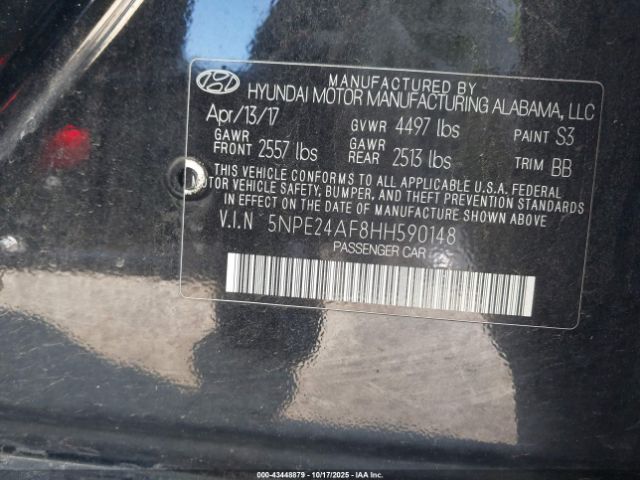 MANUFACTURED BY
HYUNDAI MOTOR MANUFACTURING ALABAMA, LLC
Apr/13/17 GVWR 4497 lbs PAINT S3
GAWR FRONT 2557 lbs GAWR REAR 2513 lbs TRIM BB
THIS VEHICLE CONFORMS TO ALL APPLICABLE U.S.A. FEDERAL
MOTOR VEHICLE SAFETY, BUMPER, AND THEFT PREVENTION STANDARDS
IN EFFECT ON THE DATE OF MANUFACTURE SHOWN ABOVE.
V.I.N 5NPE24AF8HH590148
PASSENGER CAR
000-43448879 - 10/17/2025 - IAA Inc.